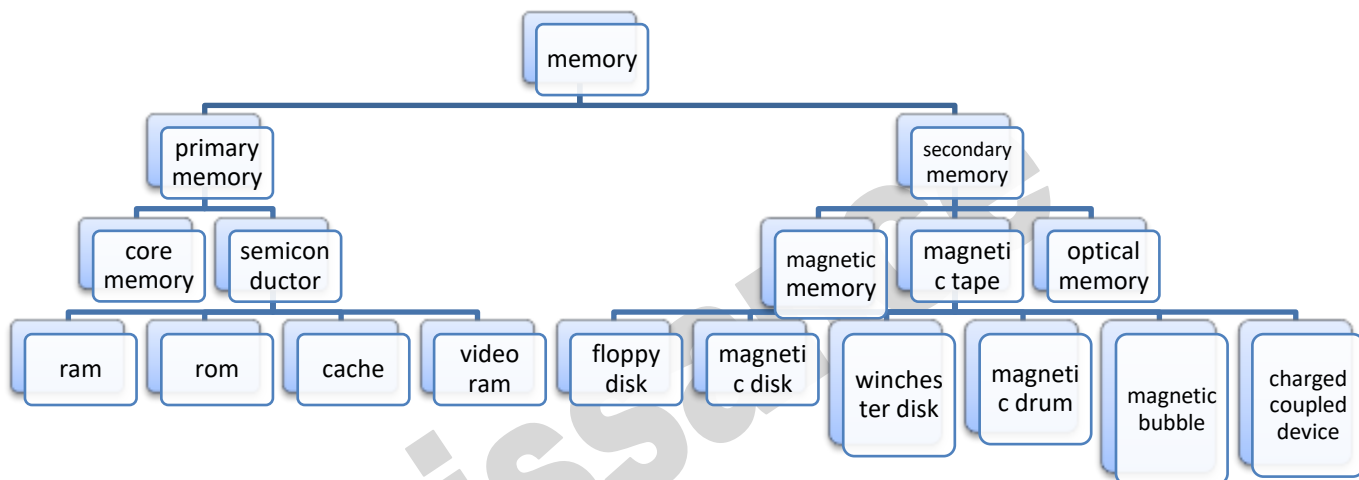 memory
primary
memory
secondary
memory
core
memory
semicon
ductor
magnetic
memory
magneti
c tape
optical
memory
ram
rom
cache
video
ram
floppy
disk
magneti
c disk
winches
ter disk
magneti
c drum
magnetic
bubble
charged
coupled
device